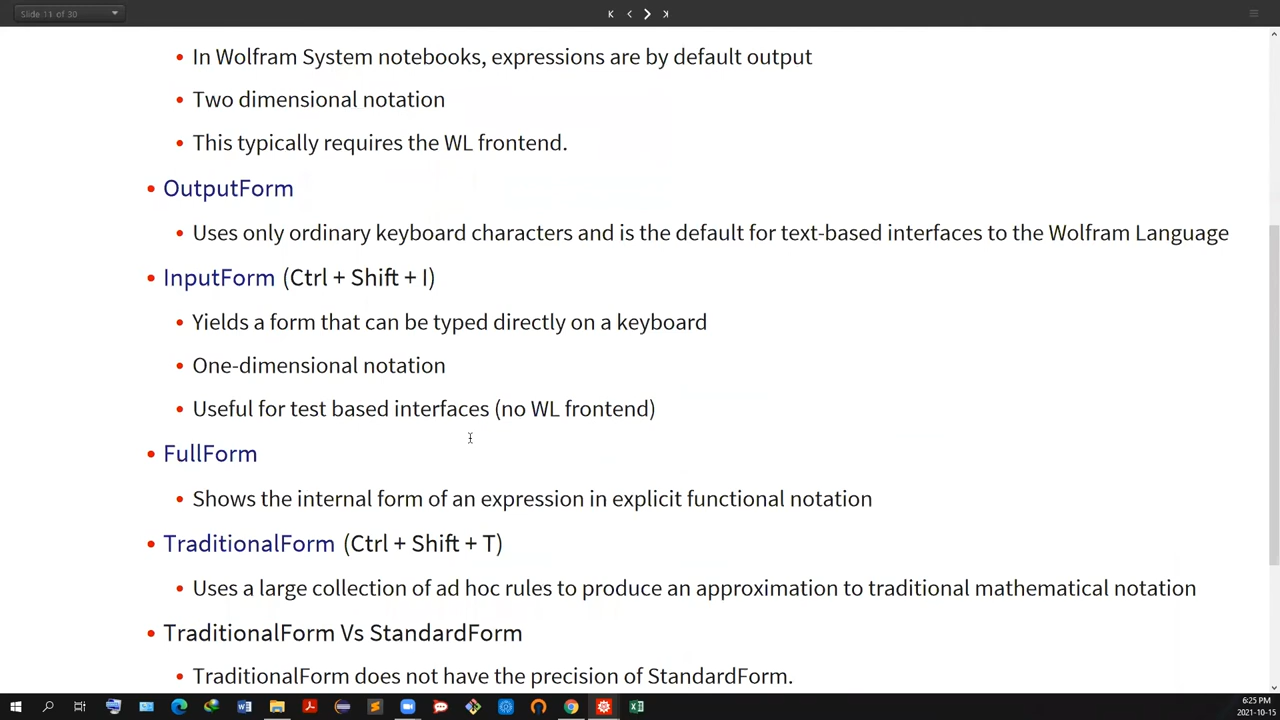 Slide 11 of 30
In Wolfram System notebooks, expressions are by default output
Two dimensional notation
This typically requires the WL frontend.
OutputForm
Uses only ordinary keyboard characters and is the default for text-based interfaces to the Wolfram Language
InputForm (Ctrl + Shift + I)
Yields a form that can be typed directly on a keyboard
One-dimensional notation
Useful for test based interfaces (no WL frontend)
FullForm
Shows the internal form of an expression in explicit functional notation
TraditionalForm (Ctrl + Shift + T)
Uses a large collection of ad hoc rules to produce an approximation to traditional mathematical notation
TraditionalForm Vs StandardForm
TraditionalForm does not have the precision of StandardForm.
6:25 PM
2021-10-15